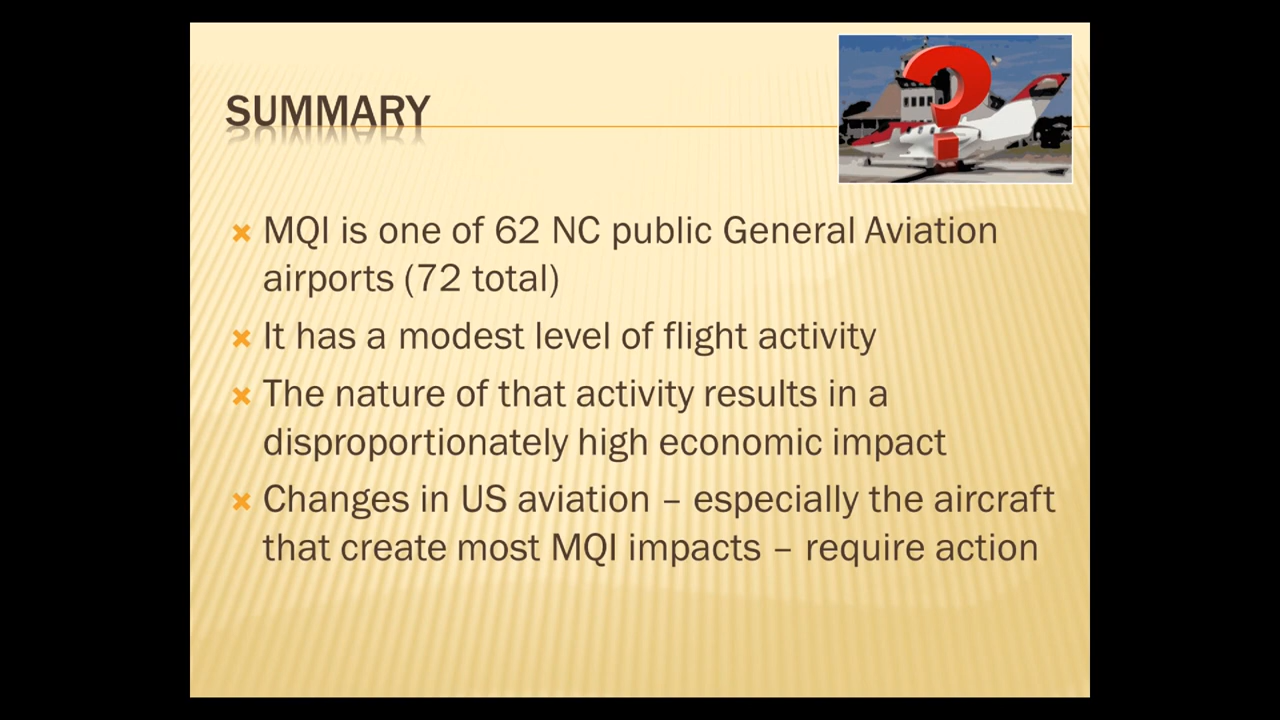 SUMMARY
?
MQI is one of 62 NC public General Aviation
airports (72 total)
It has a modest level of flight activity
The nature of that activity results in a
disproportionately high economic impact
Changes in US aviation – especially the aircraft
that create most MQI impacts – require action